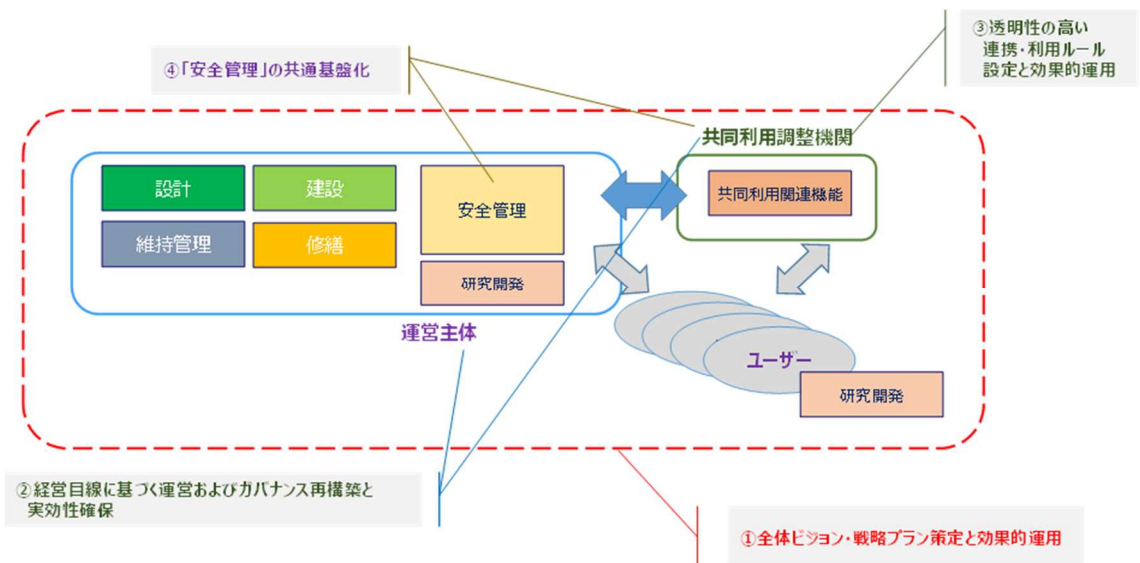 ③透明性の高い
連携・利用ルール
設定と効果的運用
④「安全管理」の共通基盤化
共同利用調整機関
設計
建設
安全管理
共同利用関連機能
維持管理
修繕
研究開発
運営主体
ユーザー
研究開発
②経営目線に基づく運営およびガバナンス再構築と
実効性確保
①全体ビジョン・戦略プラン策定と効果的運用